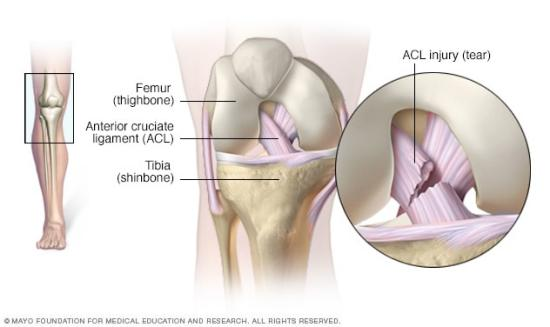 ACL injury (tear)
Femur
(thighbone)
Anterior cruciate
ligament (ACL)
Tibia
(shinbone)
© MAYO FOUNDATION FOR MEDICAL EDUCATION AND RESEARCH. ALL RIGHTS RESERVED.